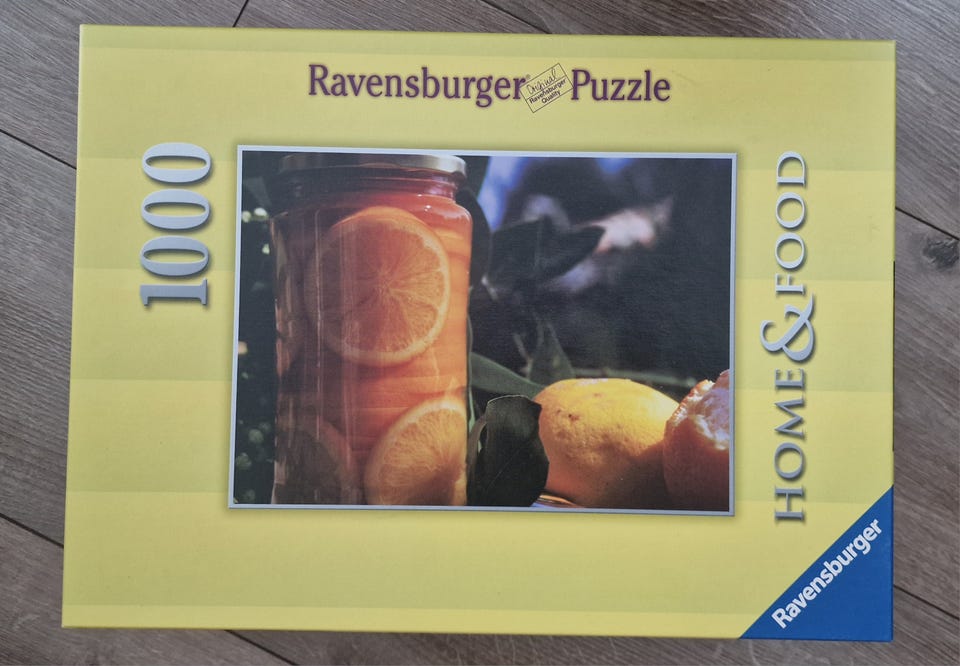 Ravensburger® Puzzle
Original
Ravensburger
Quality
1000
HOME & FOOD
Ravensburger